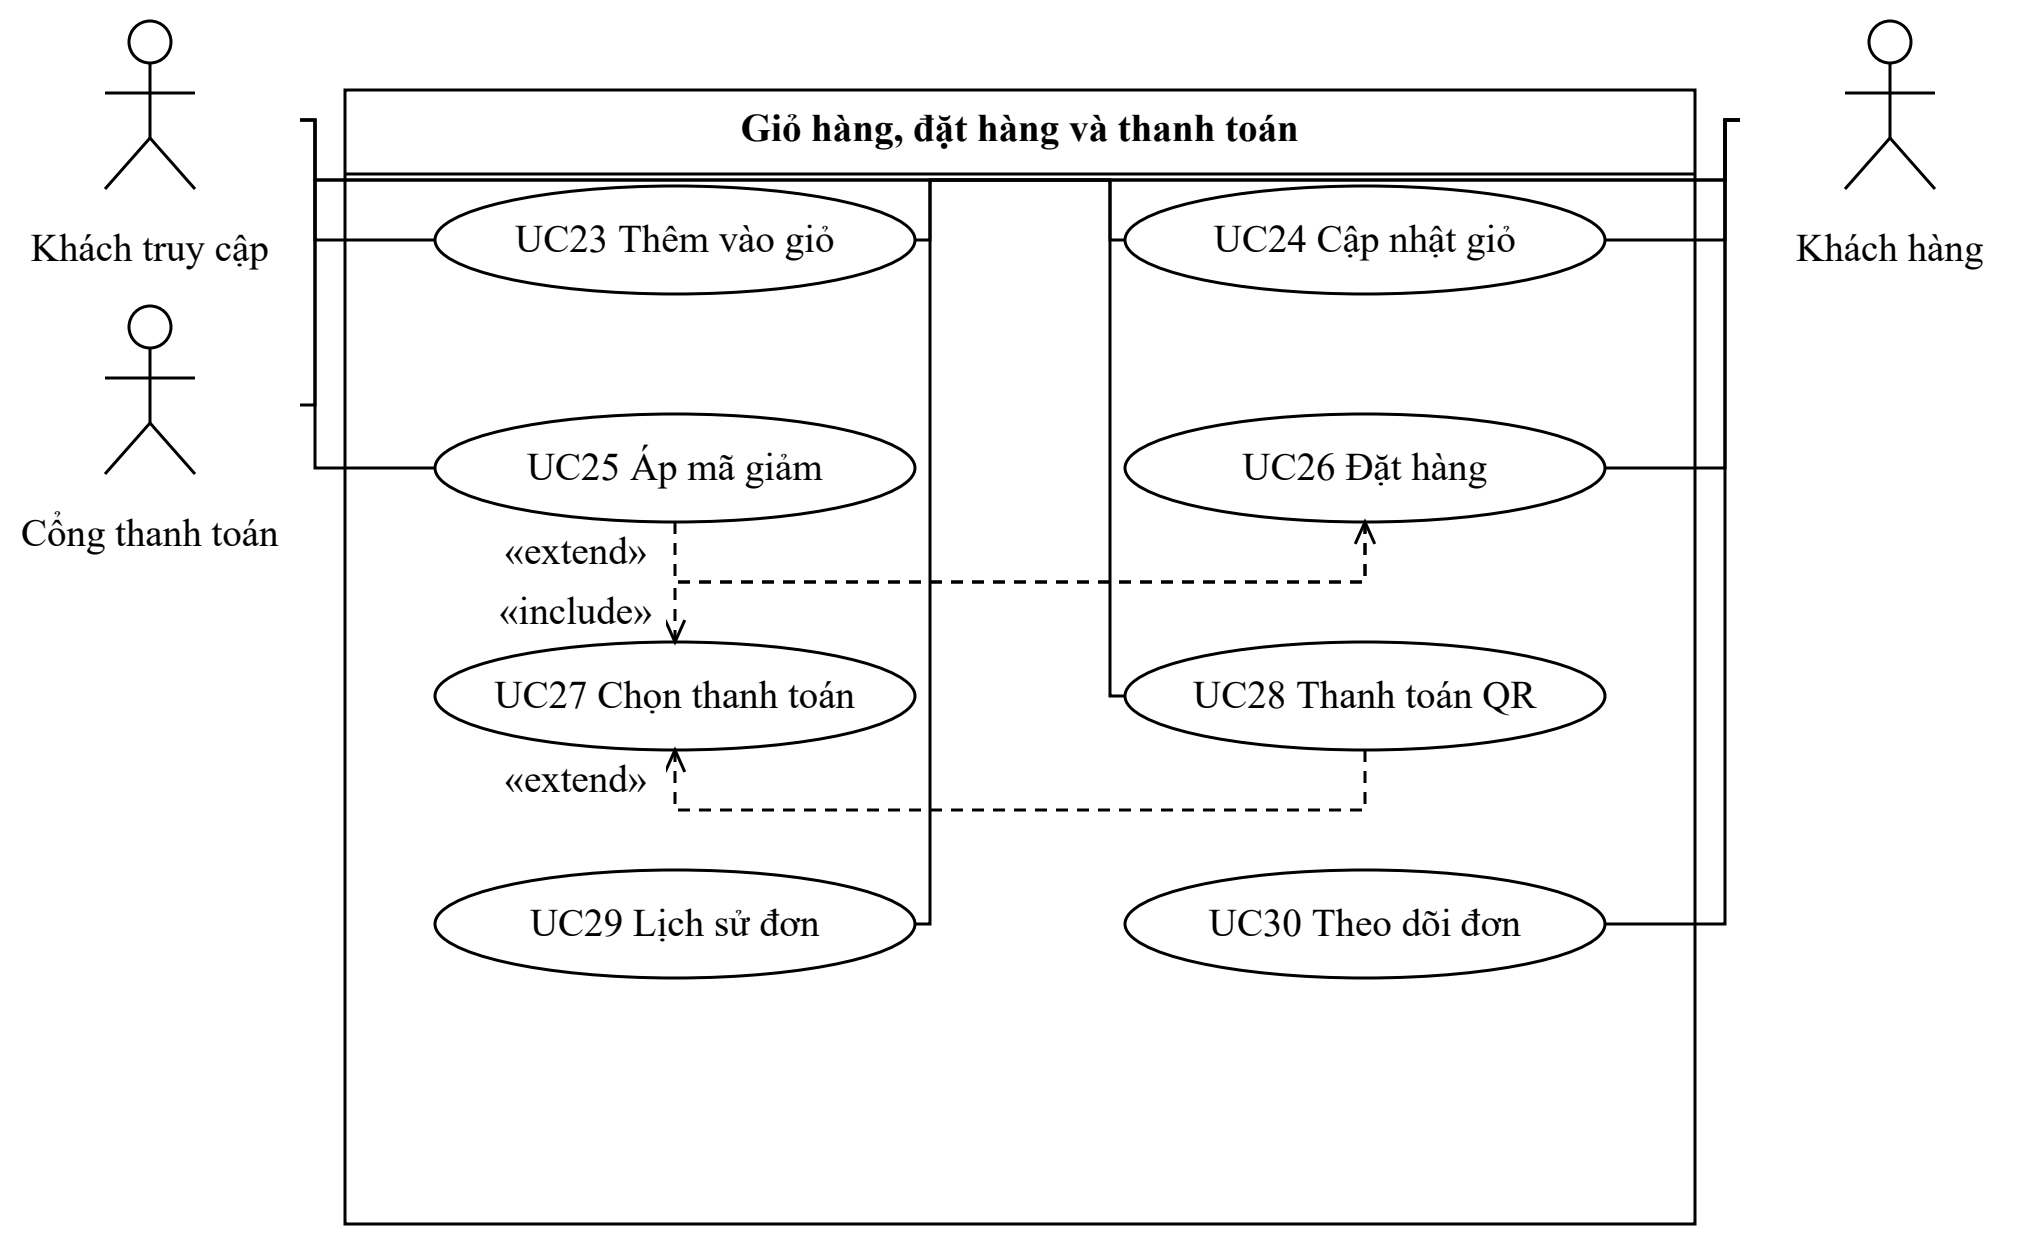 Giỏ hàng, đặt hàng và thanh toán
Khách truy cập
UC23 Thêm vào giỏ
UC24 Cập nhật giỏ
Khách hàng
UC25 Áp mã giảm
UC26 Đặt hàng
Cổng thanh toán
«extend»
«include»
UC27 Chọn thanh toán
UC28 Thanh toán QR
«extend»
UC29 Lịch sử đơn
UC30 Theo dõi đơn